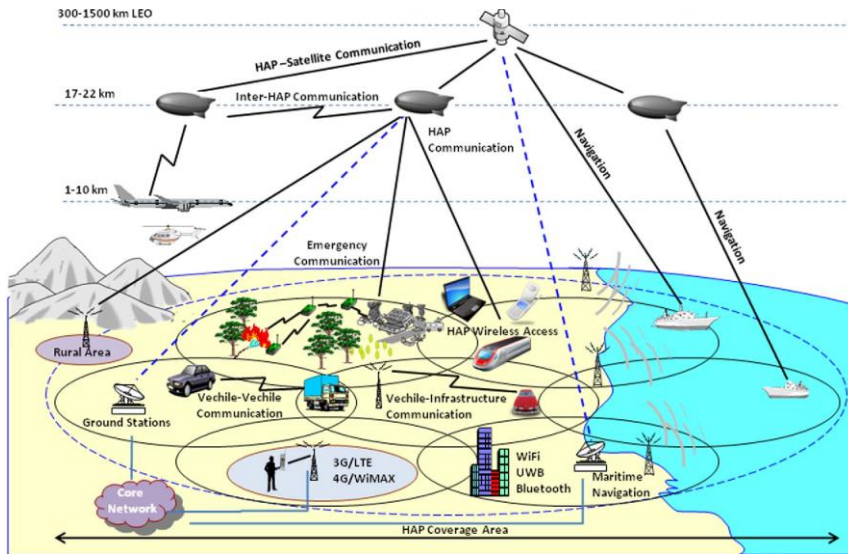 300-1500 km LEO
HAP –Satellite Communication
17-22 km
Inter-HAP Communication
HAP
Communication
Navigation
1-10 km
Navigation
Emergency
Communication
HAP Wireless Access
Rural Area
Vechile-Vechile
Communication
Vechile-Infrastructure
Communication
Ground Stations
3G/LTE
4G/WiMAX
WiFi
UWB
Bluetooth
Maritime
Navigation
Core
Network
HAP Coverage Area